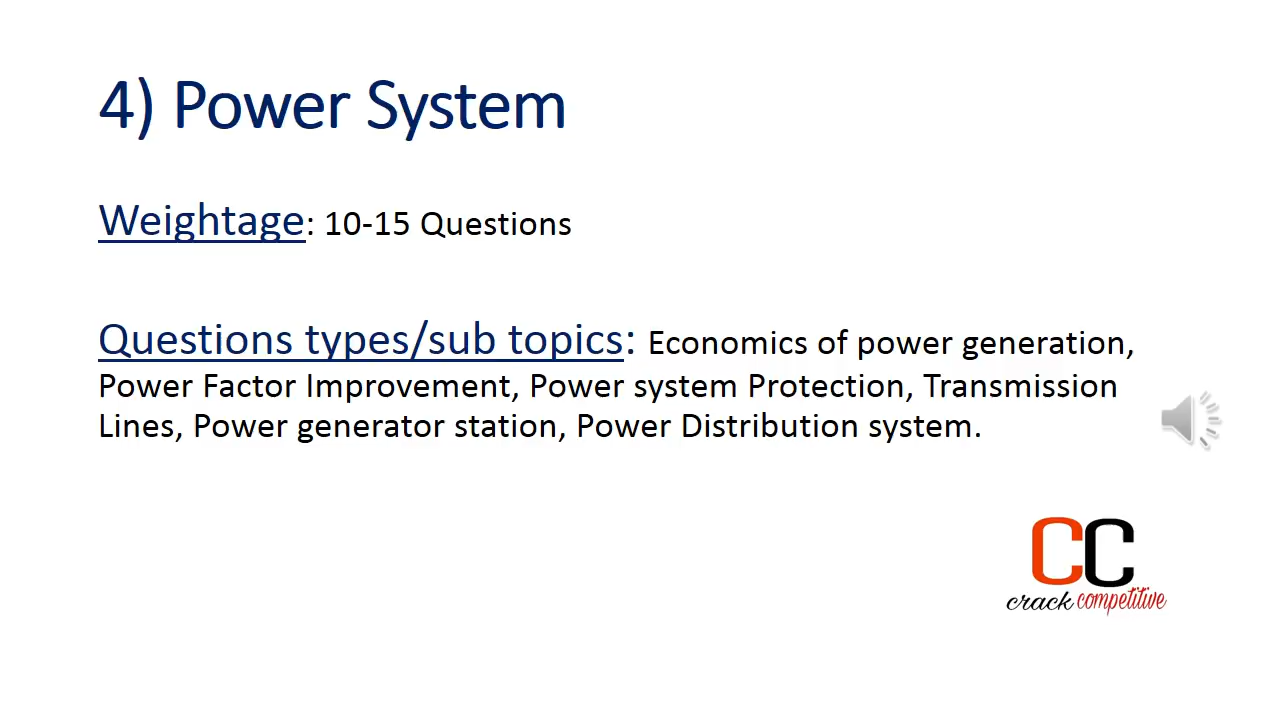 4) Power System
Weightage: 10-15 Questions
Questions types/sub topics: Economics of power generation,
Power Factor Improvement, Power system Protection, Transmission
Lines, Power generator station, Power Distribution system.
CC
crack competitive